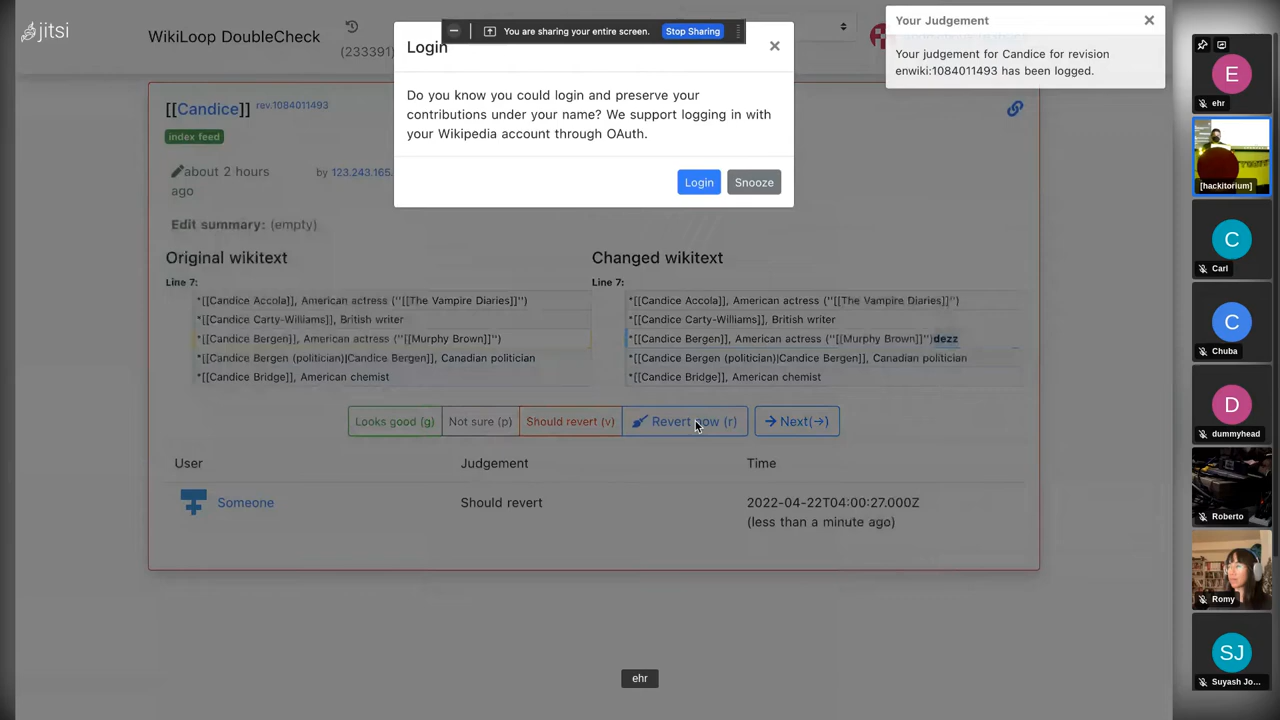 jitsi
WikiLoop DoubleCheck
(233391)
You are sharing your entire screen.
Stop Sharing
Login
Do you know you could login and preserve your
contributions under your name? We support logging in with
your Wikipedia account through OAuth.
Login
Snooze
Your Judgement
Your judgement for Candice for revision
enwiki:1084011493 has been logged.
[[Candice]] rev:1084011493
index feed
about 2 hours
ago
by 123.243.165.
Edit summary: (empty)
Original wikitext
Changed wikitext
Line 7:
Line 7:
*[[Candice Accola]], American actress (''[[The Vampire Diaries]]'')
*[[Candice Accola]], American actress (''[[The Vampire Diaries]]'')
*[[Candice Carty-Williams]], British writer
*[[Candice Carty-Williams]], British writer
*[[Candice Bergen]], American actress (''[[Murphy Brown]]'')
*[[Candice Bergen]], American actress (''[[Murphy Brown]]'')dezz
*[[Candice Bergen (politician)|Candice Bergen]], Canadian politician
*[[Candice Bergen (politician)|Candice Bergen]], Canadian politician
*[[Candice Bridge]], American chemist
*[[Candice Bridge]], American chemist
Looks good (g)
Not sure (p)
Should revert (v)
Revert now (r)
Next(→)
User
Judgement
Time
Someone
Should revert
2022-04-22T04:00:27.000Z
(less than a minute ago)
ehr
E
ehr
[hackitorium]
C
Carl
C
Chuba
D
dummyhead
Roberto
Romy
SJ
Suyash Jo...